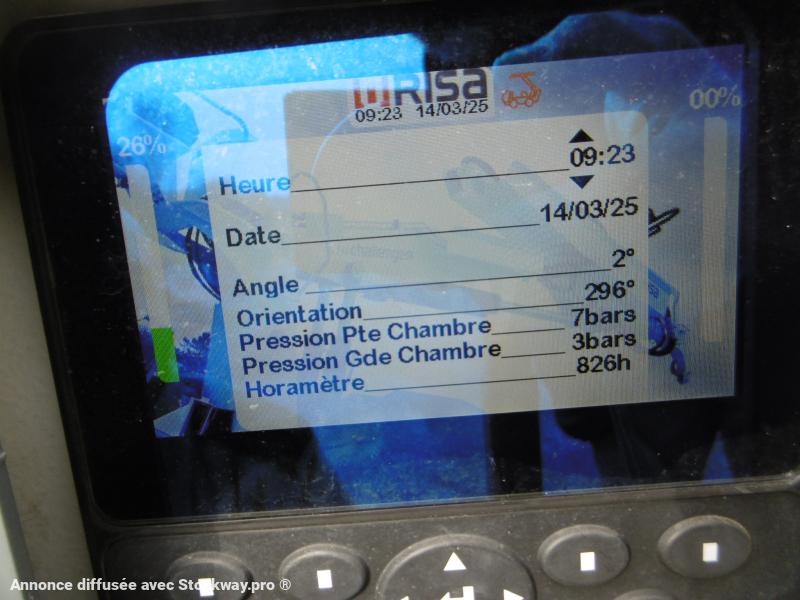 RISA
09:23 14/03/25
26%
00%
Heure 09:23
Date 14/03/25
Angle 2°
Orientation 296°
Pression Pte Chambre 7bars
Pression Gde Chambre 3bars
Horamètre 826h
Annonce diffusée avec Stockway.pro ®